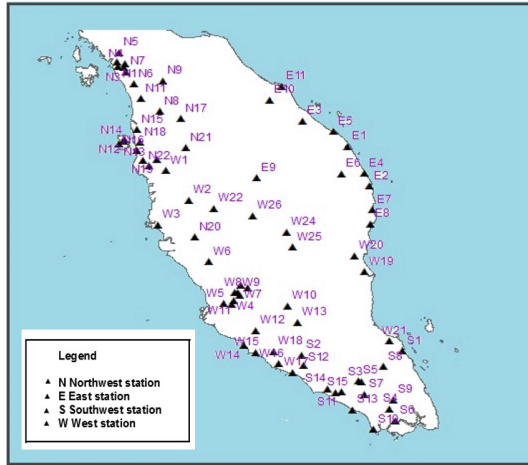 N5
N4
N7
N3
N1
N6
N9
N11
N8
N15
N17
N14
N18
N12
N13
N22
N21
N19
W1
E11
E10
E3
E5
E1
E6
E4
E2
E9
E7
E8
W2
W22
W26
W3
N20
W24
W25
W6
W20
W19
W8
W9
W5
W7
W11
W4
W10
W13
W12
W15
W14
W16
W18
W17
S2
S12
W21
S1
S8
S14
S3
S5
S7
S15
S11
S13
S9
S4
S6
S10
Legend
N Northwest station
E East station
S Southwest station
W West station